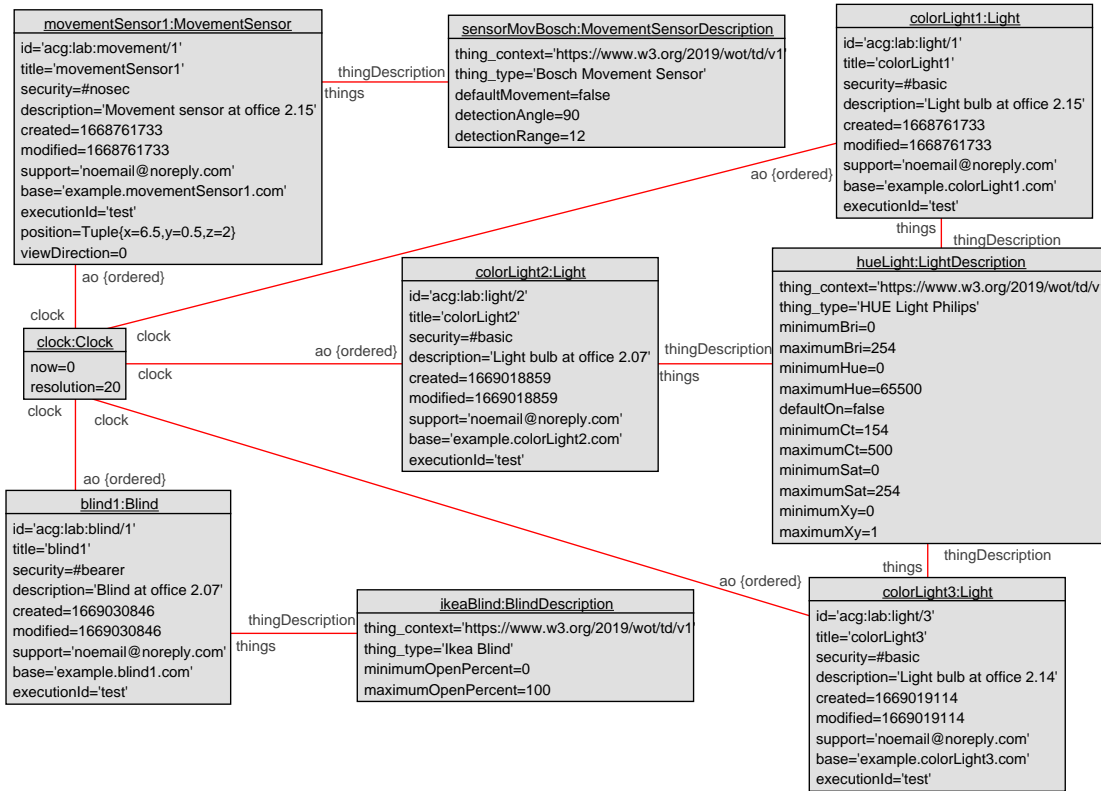 movementSensor1:MovementSensor
id='acg:lab:movement/1'
title='movementSensor1'
security=#nosec
description='Movement sensor at office 2.15'
created=1668761733
modified=1668761733
support='noemail@noreply.com'
base='example.movementSensor1.com'
executionId='test'
position=Tuple{x=6.5,y=0.5,z=2}
viewDirection=0
thingDescription
things
sensorMovBosch:MovementSensorDescription
thing_context='https://www.w3.org/2019/wot/td/v1'
thing_type='Bosch Movement Sensor'
defaultMovement=false
detectionAngle=90
detectionRange=12
colorLight1:Light
id='acg:lab:light/1'
title='colorLight1'
security=#basic
description='Light bulb at office 2.15'
created=1668761733
modified=1668761733
support='noemail@noreply.com'
base='example.colorLight1.com'
executionId='test'
ao {ordered}
things
thingDescription
ao {ordered}
clock
clock
clock:Clock
now=0
resolution=20
clock
clock
clock
ao {ordered}
colorLight2:Light
id='acg:lab:light/2'
title='colorLight2'
security=#basic
description='Light bulb at office 2.07'
created=1669018859
modified=1669018859
support='noemail@noreply.com'
base='example.colorLight2.com'
executionId='test'
thingDescription
things
hueLight:LightDescription
thing_context='https://www.w3.org/2019/wot/td/v
thing_type='HUE Light Philips'
minimumBri=0
maximumBri=254
minimumHue=0
maximumHue=65500
defaultOn=false
minimumCt=154
maximumCt=500
minimumSat=0
maximumSat=254
minimumXy=0
maximumXy=1
ao {ordered}
blind1:Blind
id='acg:lab:blind/1'
title='blind1'
security=#bearer
description='Blind at office 2.07'
created=1669030846
modified=1669030846
support='noemail@noreply.com'
base='example.blind1.com'
executionId='test'
thingDescription
things
ikeaBlind:BlindDescription
thing_context='https://www.w3.org/2019/wot/td/v1'
thing_type='Ikea Blind'
minimumOpenPercent=0
maximumOpenPercent=100
thingDescription
things
ao {ordered}
colorLight3:Light
id='acg:lab:light/3'
title='colorLight3'
security=#basic
description='Light bulb at office 2.14'
created=1669019114
modified=1669019114
support='noemail@noreply.com'
base='example.colorLight3.com'
executionId='test'